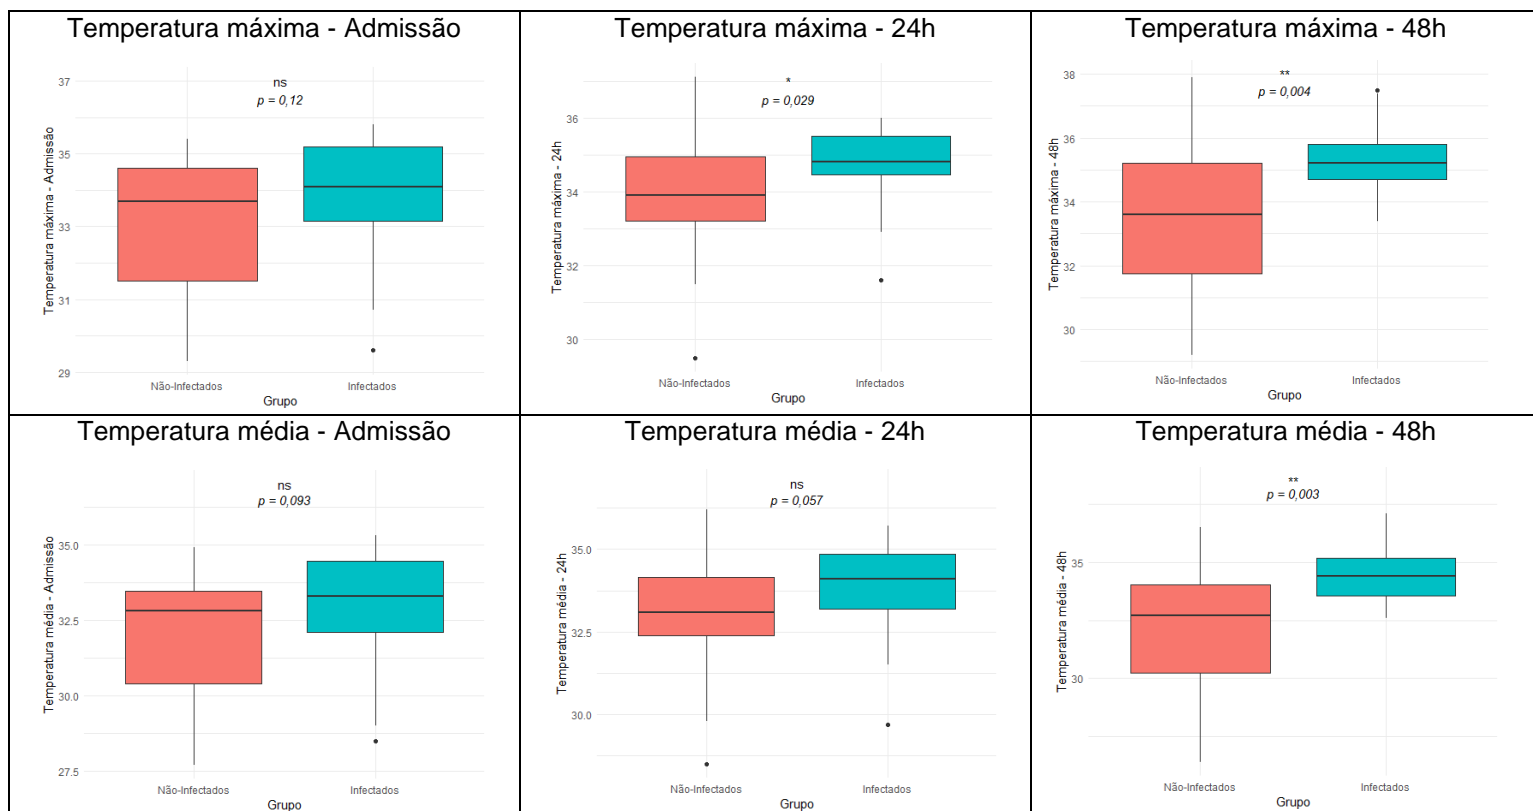 Temperatura máxima - Admissão
ns
p = 0,12
37
35
33
31
29
Temperatura máxima - Admissão
Não-Infectados
Infectados
Grupo
Temperatura máxima - 24h
*
p = 0,029
36
34
32
30
Temperatura máxima - 24h
Não-Infectados
Infectados
Grupo
Temperatura máxima - 48h
**
p = 0,004
38
36
34
32
30
Temperatura máxima - 48h
Não-Infectados
Infectados
Grupo
Temperatura média - Admissão
ns
p = 0,093
35.0
32.5
30.0
27.5
Temperatura média - Admissão
Não-Infectados
Infectados
Grupo
Temperatura média - 24h
ns
p = 0,057
35.0
32.5
30.0
Temperatura média - 24h
Não-Infectados
Infectados
Grupo
Temperatura média - 48h
**
p = 0,003
35
30
Temperatura média - 48h
Não-Infectados
Infectados
Grupo